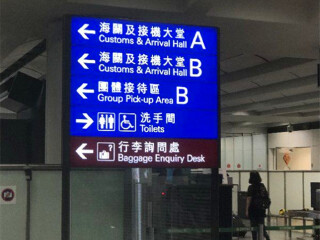 海關及接機大堂 A
Customs & Arrival Hall
海關及接機大堂 B
Customs & Arrival Hall
團體接待區 B
Group Pick-up Area
洗手間
Toilets
行李詢問處
Baggage Enquiry Desk